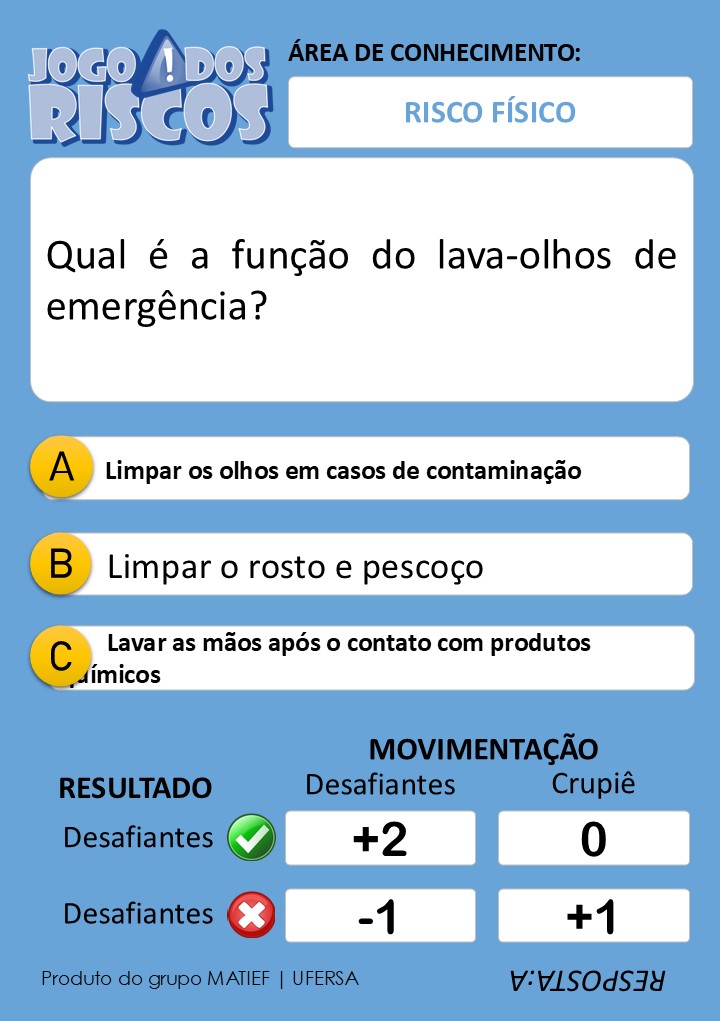 JOGO DOS
RISCOS
ÁREA DE CONHECIMENTO:
RISCO FÍSICO
Qual é a função do lava-olhos de
emergência?
A Limpar os olhos em casos de contaminação
B Limpar o rosto e pescoço
C Lavar as mãos após o contato com produtos
químicos
MOVIMENTAÇÃO
RESULTADO Desafiantes Crupiê
Desafiantes +2 0
Desafiantes -1 +1
Produto do grupo MATIEF | UFERSA
RESPOSTA:A